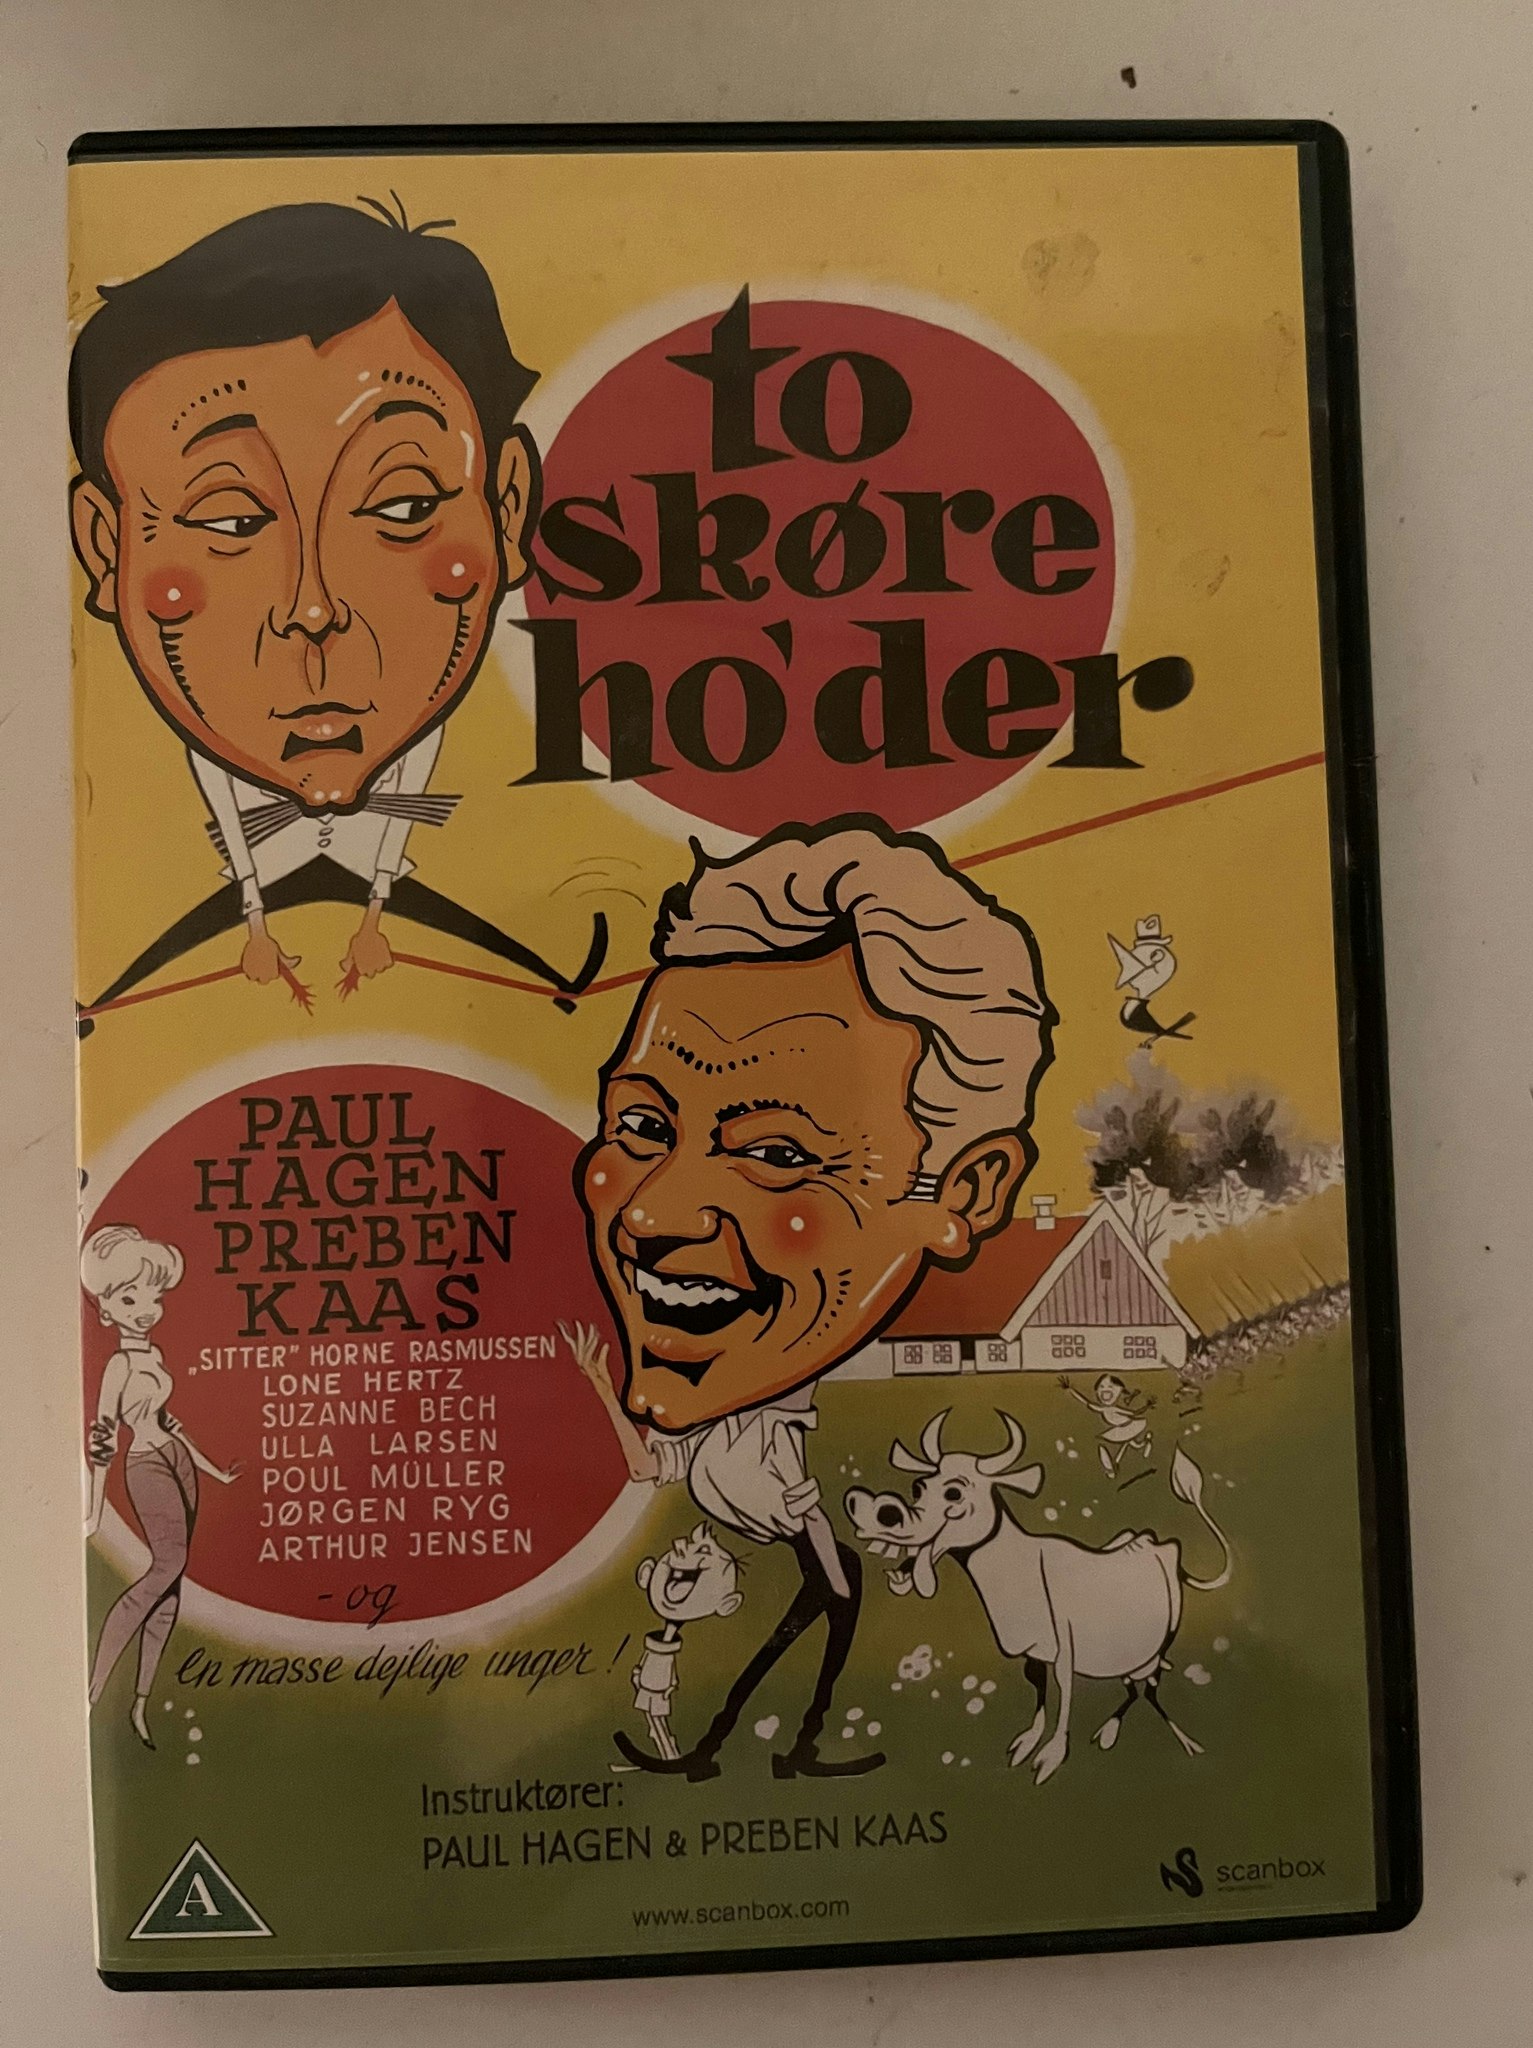 to
skøre
ho'der
PAUL
HAGEN
PREBEN
KAAS
„SITTER” HORNE RASMUSSEN
LONE HERTZ
SUZANNE BECH
ULLA LARSEN
POUL MÜLLER
JØRGEN RYG
ARTHUR JENSEN
- og
en masse dejlige unger!
Instruktører:
PAUL HAGEN & PREBEN KAAS
A
scanbox
www.scanbox.com